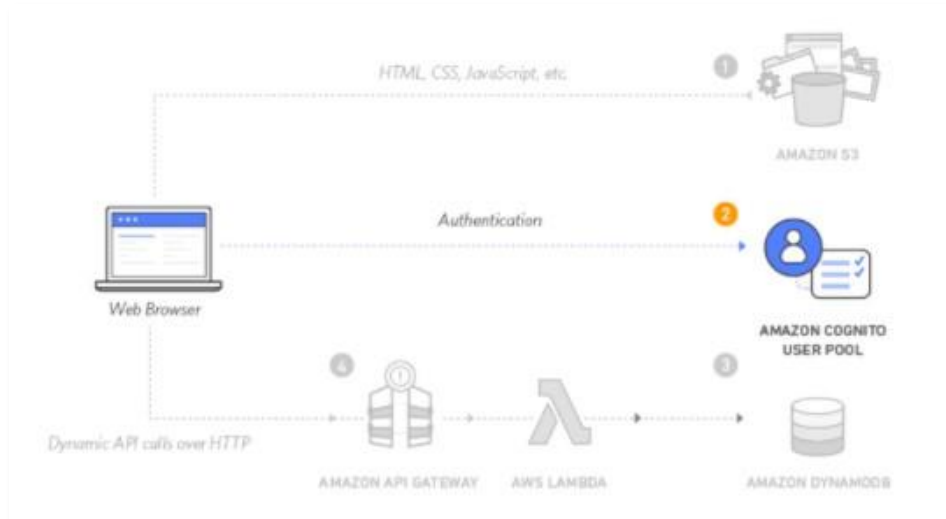 HTML, CSS, JavaScript, etc.
1
AMAZON S3
Authentication
2
Web Browser
AMAZON COGNITO
USER POOL
4
3
Dynamic API calls over HTTP
AMAZON API GATEWAY
AWS LAMBDA
AMAZON DYNAMODB